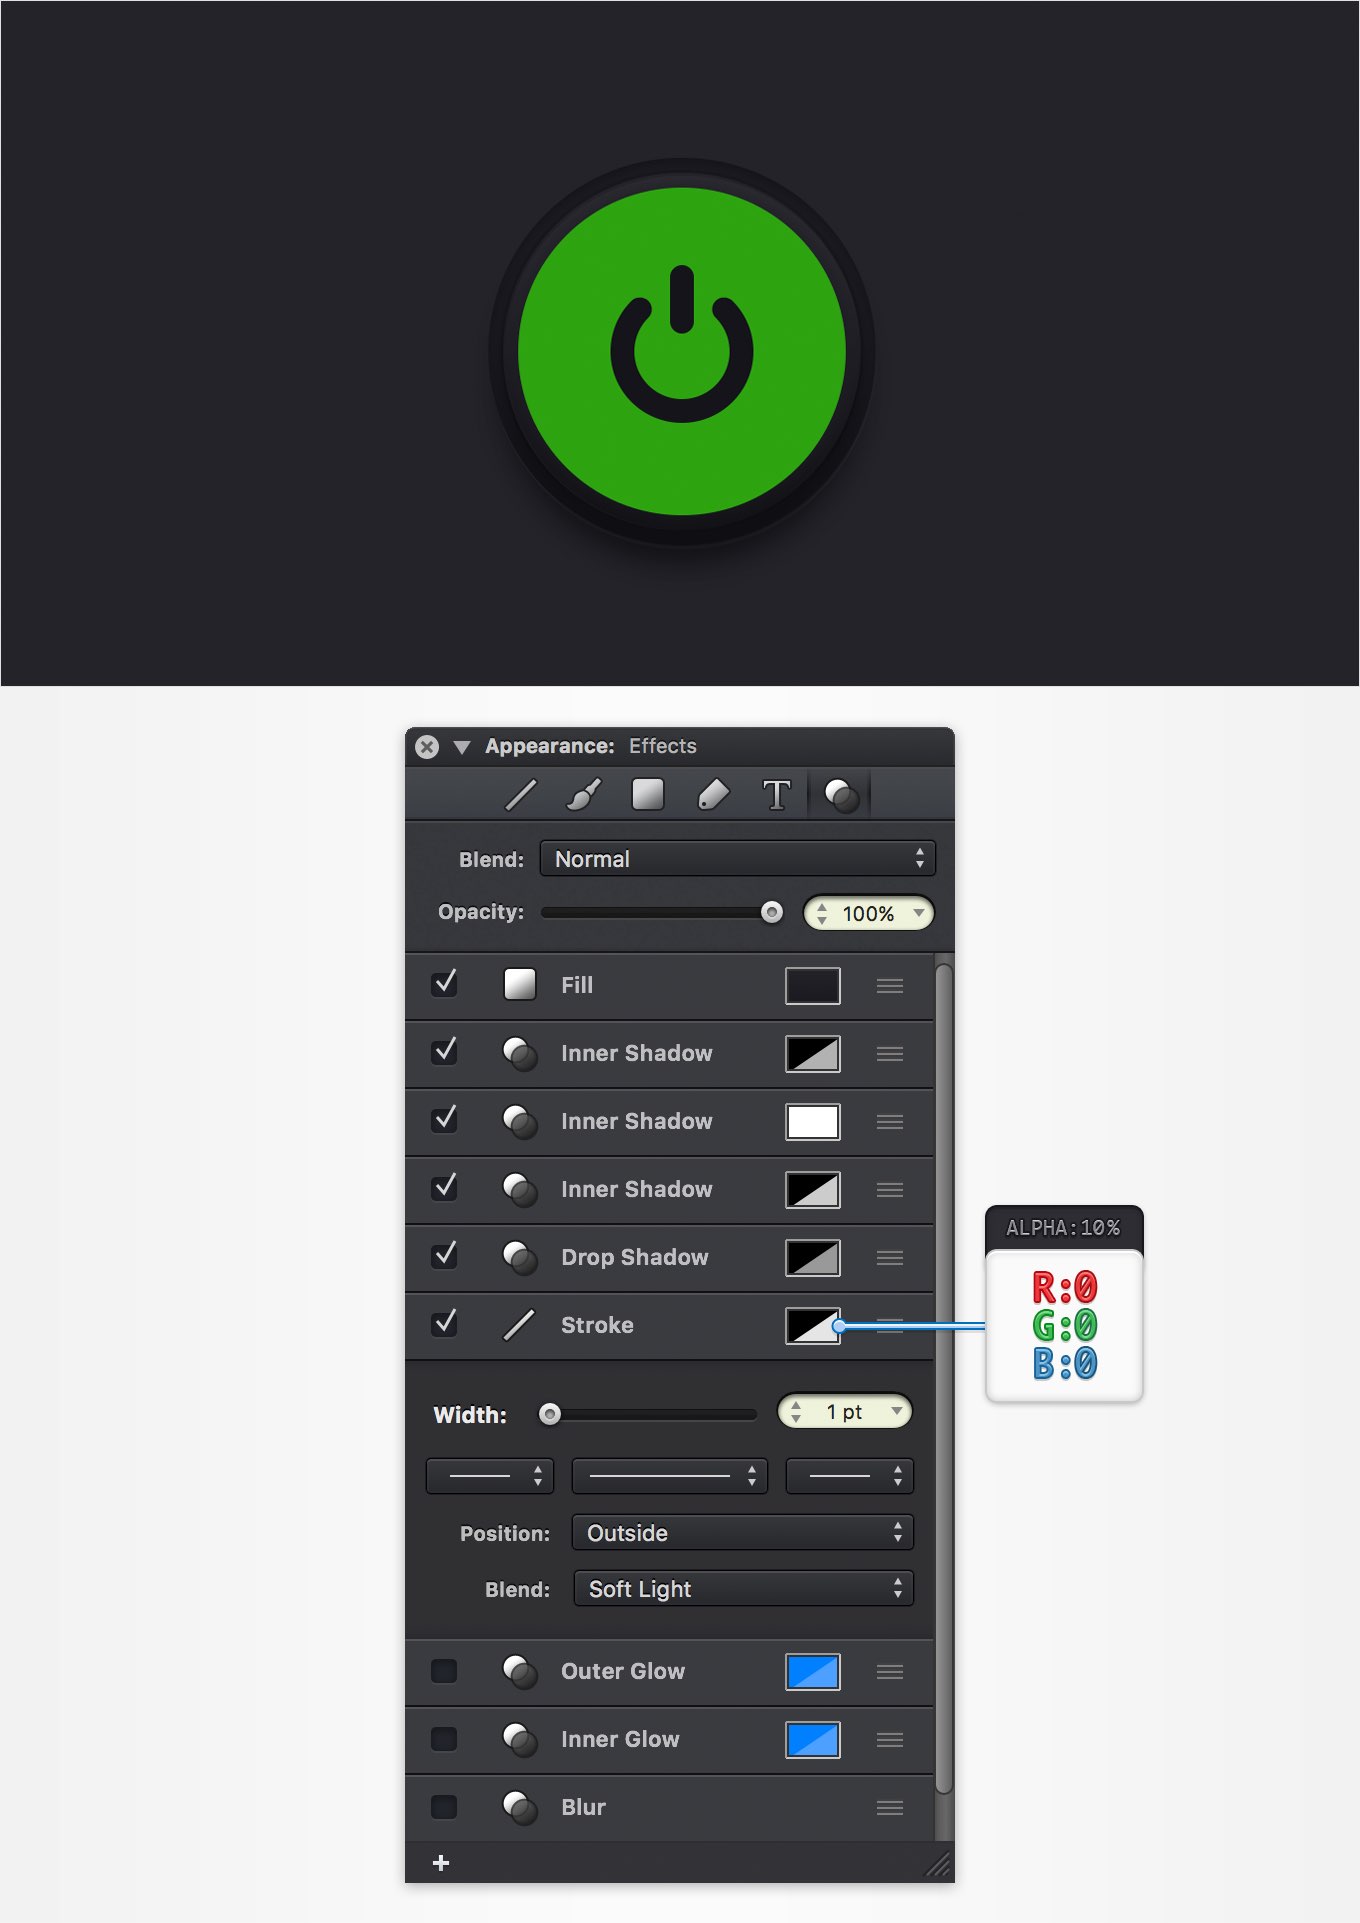 Appearance: Effects
T
Blend: Normal
Opacity: 100%
Fill
Inner Shadow
Inner Shadow
Inner Shadow
Drop Shadow
Stroke
ALPHA:10%
R:0
G:0
B:0
Width: 1 pt
Position: Outside
Blend: Soft Light
Outer Glow
Inner Glow
Blur
+